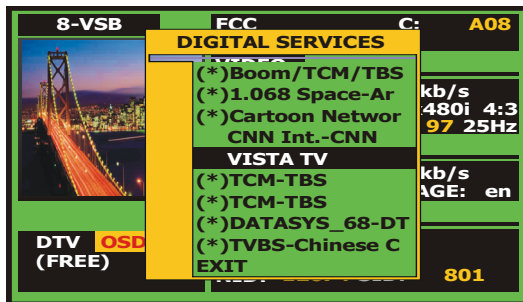 8-VSB
FCC C: A08
DIGITAL SERVICES
(*)Boom/TCM/TBS
(*)1.068 Space-Ar
(*)Cartoon Networ
CNN Int.-CNN
VISTA TV
(*)TCM-TBS
(*)TCM-TBS
(*)DATASYS_68-DT
(*)TVBS-Chinese C
EXIT
kb/s
480i 4:3
97 25Hz
kb/s
AGE: en
DTV OSD
(FREE)
801